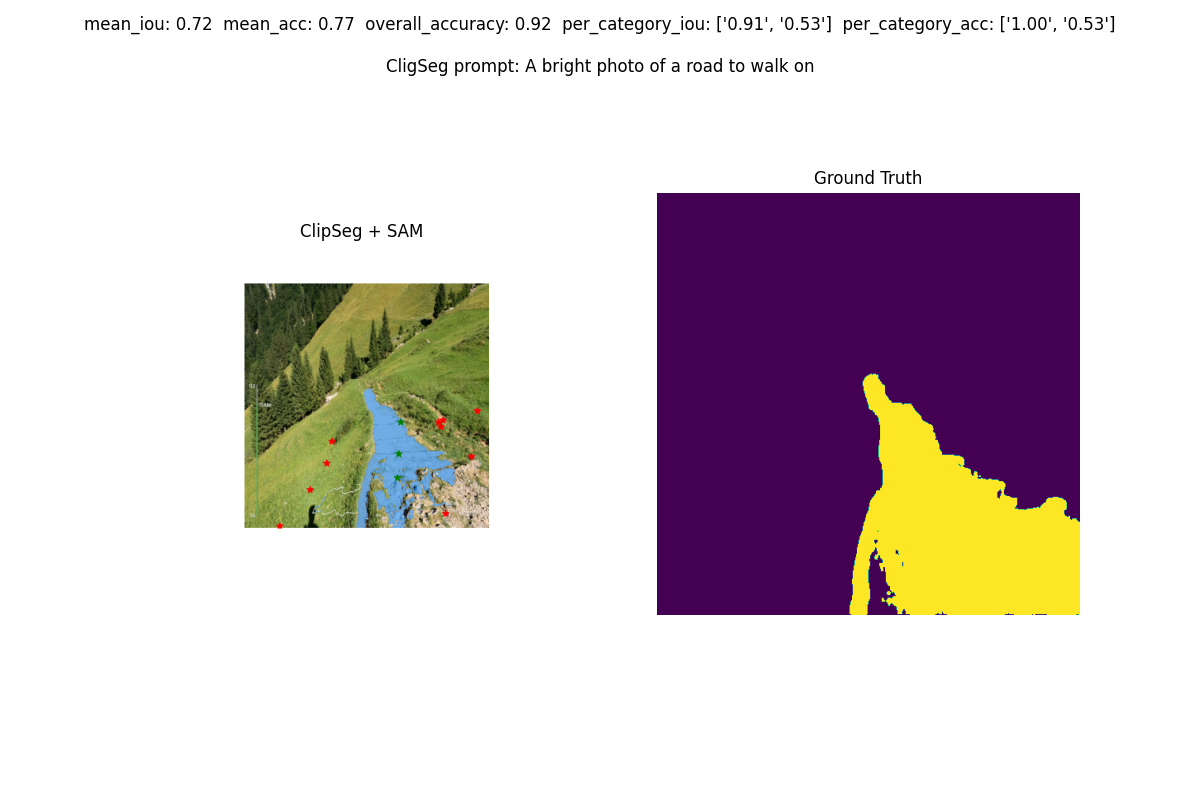 mean_iou: 0.72  mean_acc: 0.77  overall_accuracy: 0.92  per_category_iou: ['0.91', '0.53']  per_category_acc: ['1.00', '0.53']
CligSeg prompt: A bright photo of a road to walk on
Ground Truth
ClipSeg + SAM